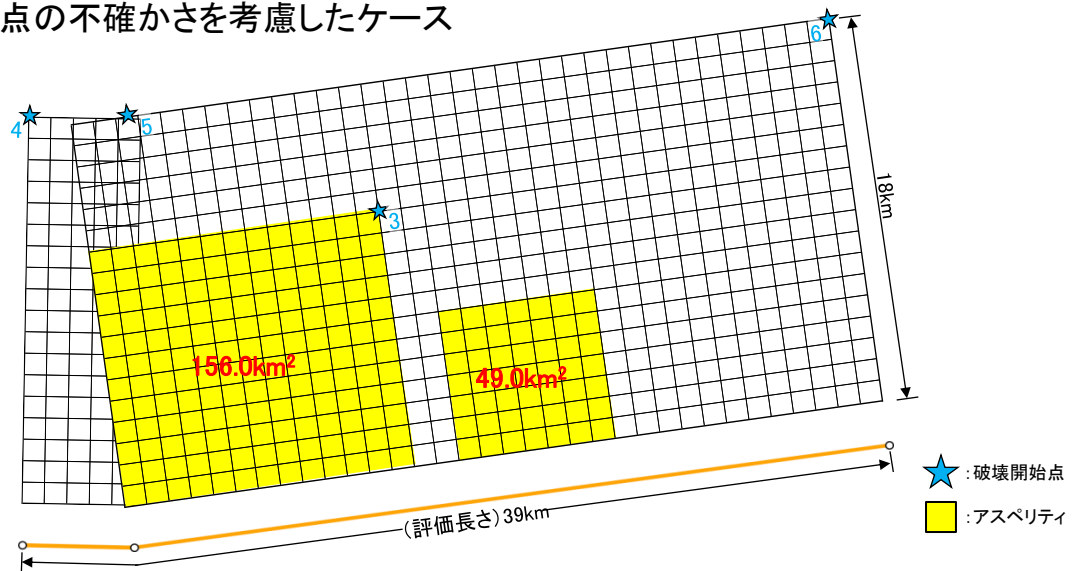 点の不確かさを考慮したケース
6
4
5
3
18km
156.0km²
49.0km²
(評価長さ)39km
:破壊開始点
:アスペリティ